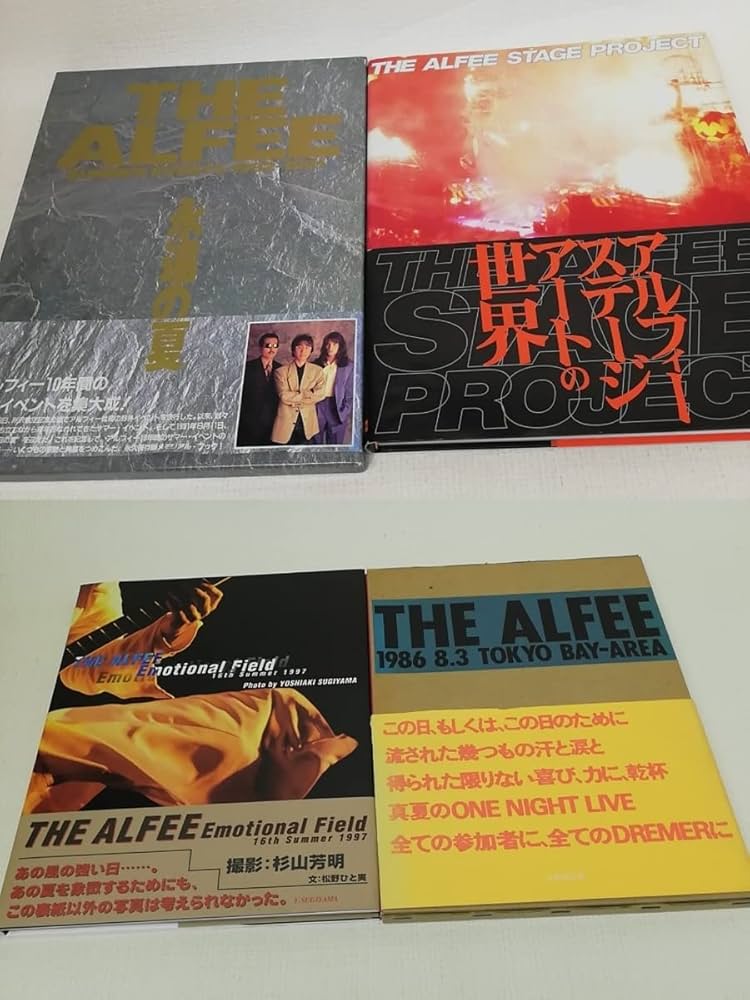 THE
ALFEE
永遠の夏
フィー10年間の
イベントを集大成!
THE ALFEE STAGE PROJECT
THE ALFEE
STAGE
PROJECT
アルフィー
ステージ
アートの
世界
THE ALFEE
Emotional Field
16th Summer 1997
Photo by YOSHIAKI SUGIYAMA
THE ALFEE Emotional Field
16th Summer 1997
あの風の強い日……。
あの夏を象徴するためにも、
この表紙以外の写真は考えられなかった。
Y.SUGIYAMA
撮影:杉山芳明
文:松野ひと実
THE ALFEE
1986 8.3 TOKYO BAY-AREA
この日、もしくは、この日のために
流された幾つもの汗と涙と
得られた限りない喜び、力に、乾杯
真夏のONE NIGHT LIVE
全ての参加者に、全てのDREMERに